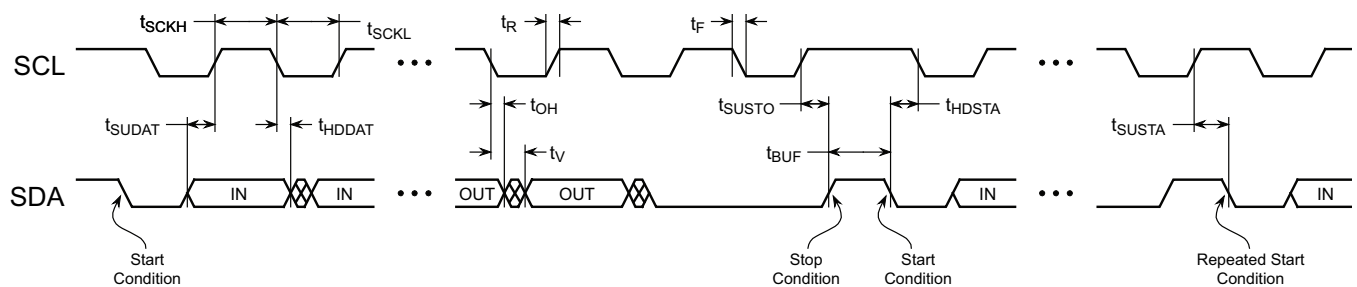 tSCKH
tSCKL
tR
tF
SCL
• • •
• • •
tOH
tSUSTO
tHDSTA
tSUDAT
tHDDAT
tSUSTA
tV
tBUF
SDA
IN
IN
• • •
OUT
OUT
IN
• • •
IN
Start
Condition
Stop
Condition
Start
Condition
Repeated Start
Condition